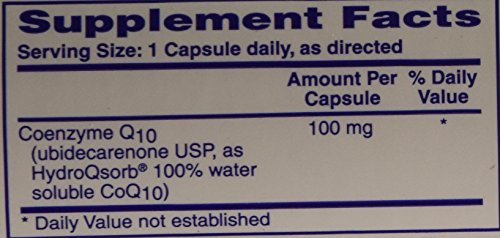 Supplement Facts
Serving Size: 1 Capsule daily, as directed
Amount Per % Daily
Capsule Value
Coenzyme Q10 100 mg *
(ubidecarenone USP, as
HydroQsorb® 100% water
soluble CoQ10)
* Daily Value not established